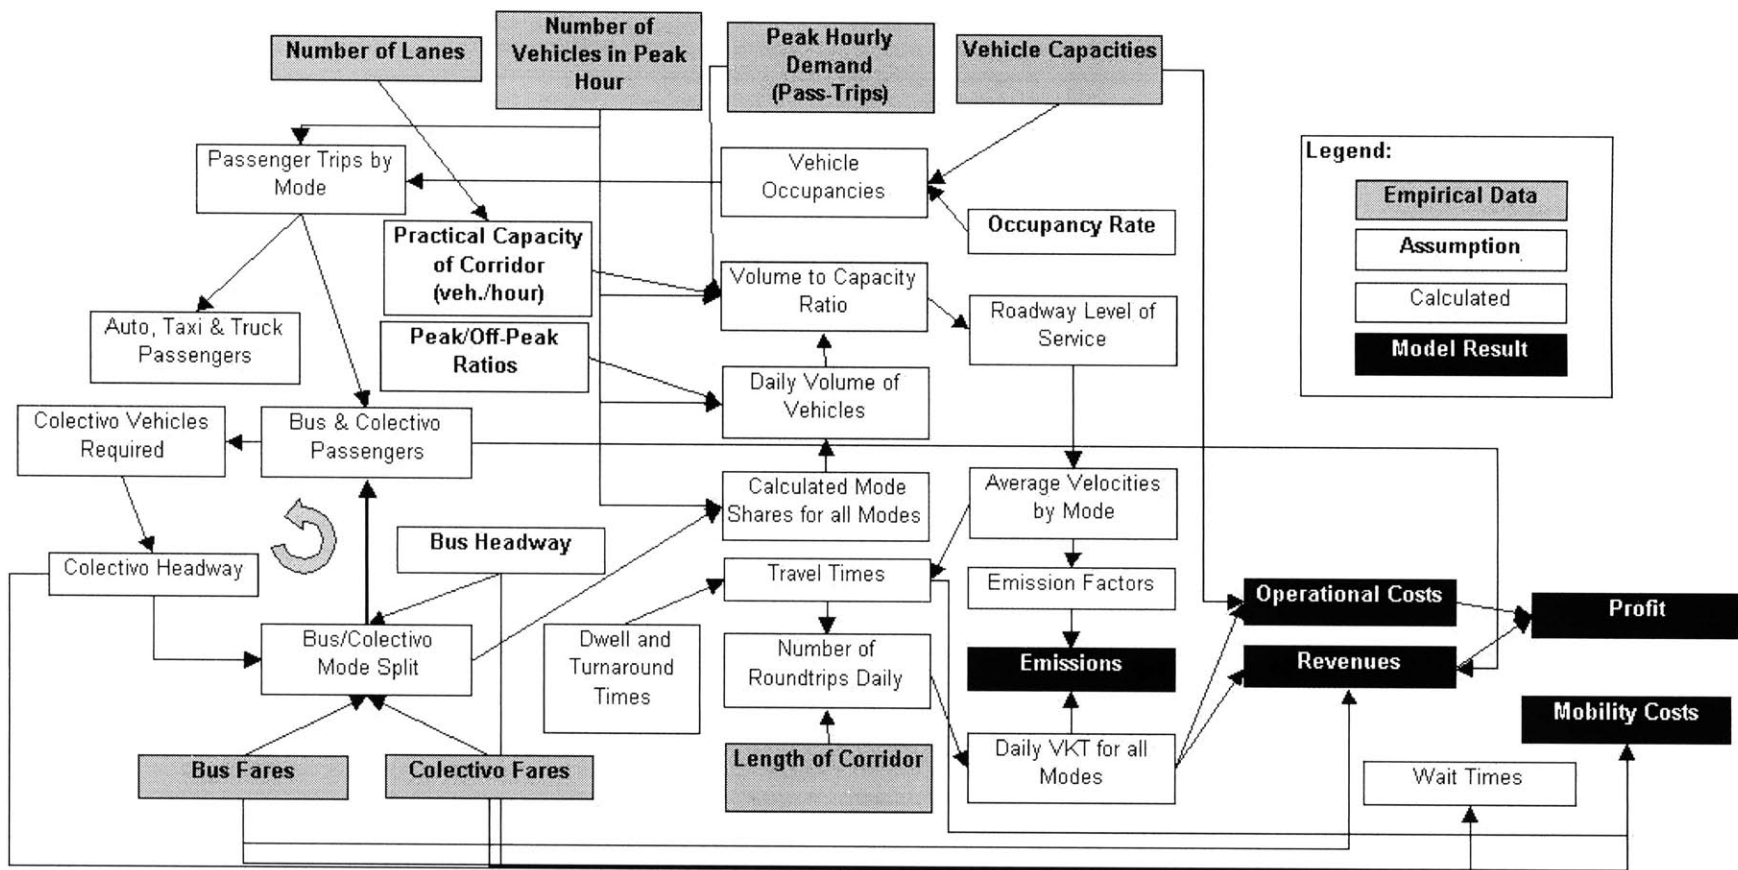 Number of Lanes
Number of
Vehicles in Peak
Hour
Peak Hourly
Demand
(Pass-Trips)
Vehicle Capacities
Passenger Trips by
Mode
Vehicle
Occupancies
Occupancy Rate
Legend:
Empirical Data
Assumption
Calculated
Model Result
Practical Capacity
of Corridor
(veh./hour)
Volume to Capacity
Ratio
Roadway Level of
Service
Auto, Taxi & Truck
Passengers
Peak/Off-Peak
Ratios
Daily Volume of
Vehicles
Colectivo Vehicles
Required
Bus & Colectivo
Passengers
Calculated Mode
Shares for all Modes
Average Velocities
by Mode
Colectivo Headway
Bus Headway
Travel Times
Emission Factors
Operational Costs
Profit
Bus/Colectivo
Mode Split
Dwell and
Turnaround
Times
Number of
Roundtrips Daily
Emissions
Revenues
Mobility Costs
Bus Fares
Colectivo Fares
Length of Corridor
Daily VKT for all
Modes
Wait Times